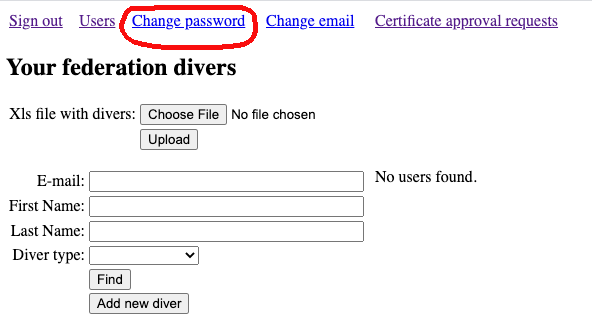 Sign out Users Change password Change email Certificate approval requests
Your federation divers
Xls file with divers: Choose File No file chosen
Upload
E-mail: No users found.
First Name:
Last Name:
Diver type:
Find
Add new diver